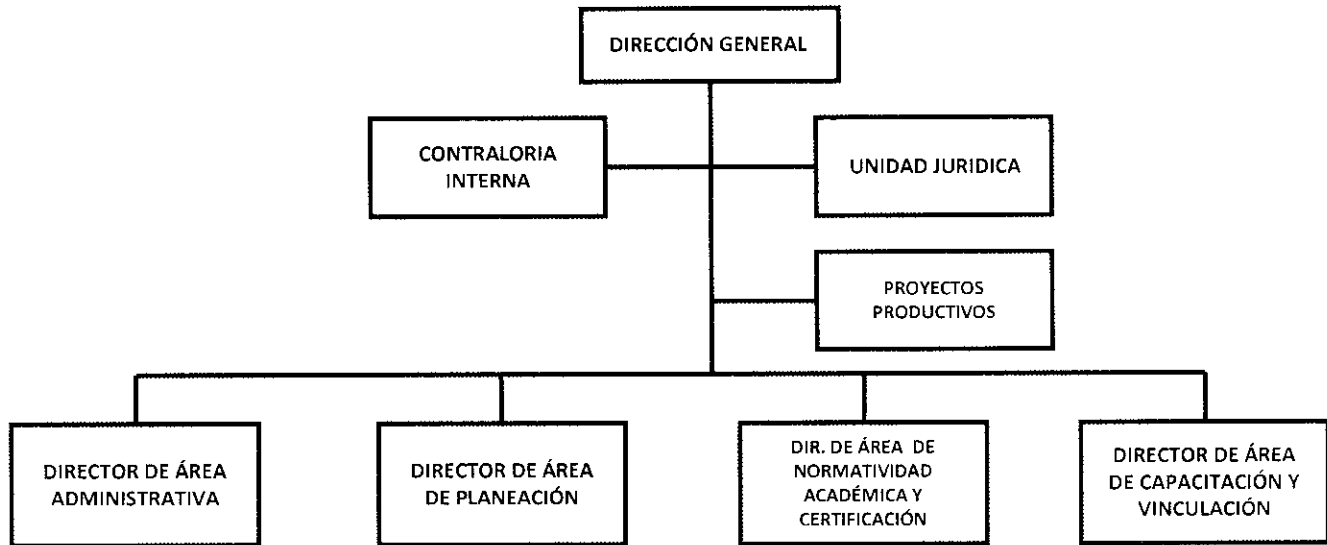 DIRECCIÓN GENERAL
CONTRALORIA
INTERNA
UNIDAD JURIDICA
PROYECTOS
PRODUCTIVOS
DIRECTOR DE ÁREA
ADMINISTRATIVA
DIRECTOR DE ÁREA
DE PLANEACIÓN
DIR. DE ÁREA DE
NORMATIVIDAD
ACADÉMICA Y
CERTIFICACIÓN
DIRECTOR DE ÁREA
DE CAPACITACIÓN Y
VINCULACIÓN